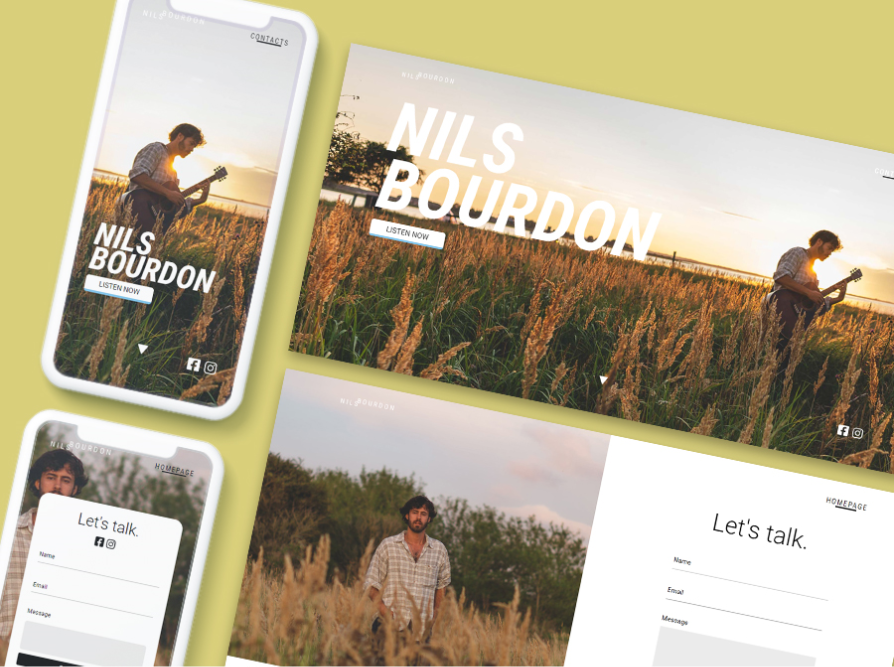 NILS BOURDON
CONTACTS
NILS
BOURDON
LISTEN NOW
NILS BOURDON
NILS
BOURDON
LISTEN NOW
NILS BOURDON
HOMEPAGE
Let's talk.
Name
Email
Message
NILS BOURDON
HOMEPAGE
Let's talk.
Name
Email
Message